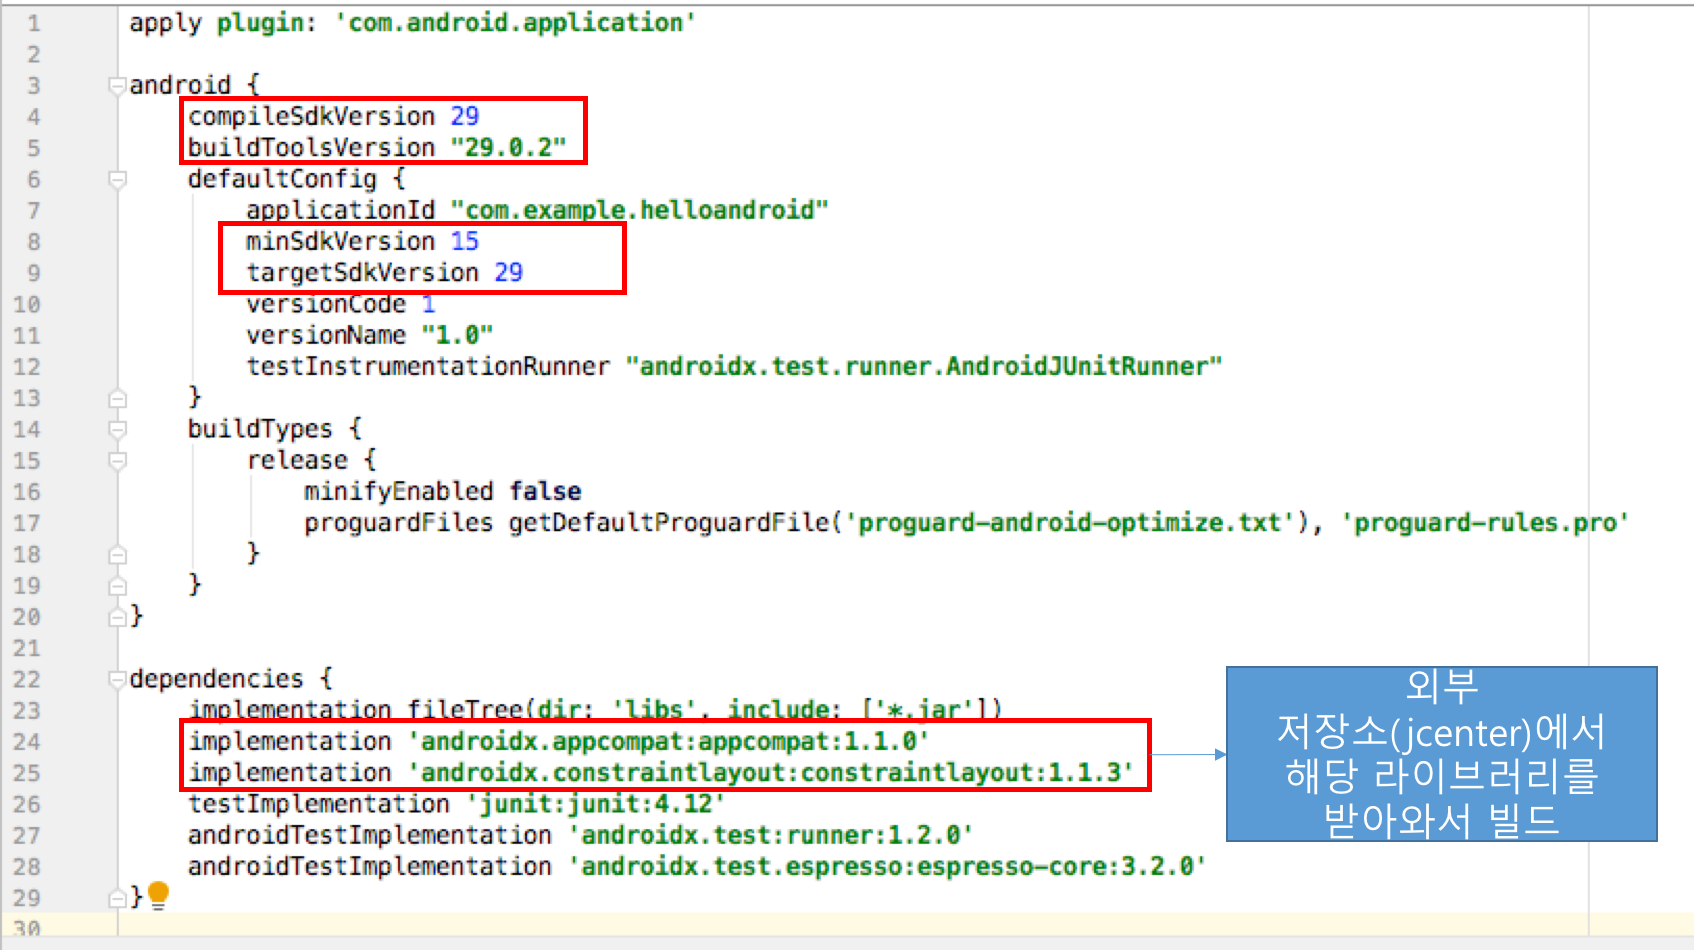 1 apply plugin: 'com.android.application'
2
3 android {
4 compileSdkVersion 29
5 buildToolsVersion "29.0.2"
6 defaultConfig {
7 applicationId "com.example.helloandroid"
8 minSdkVersion 15
9 targetSdkVersion 29
10 versionCode 1
11 versionName "1.0"
12 testInstrumentationRunner "androidx.test.runner.AndroidJUnitRunner"
13 }
14 buildTypes {
15 release {
16 minifyEnabled false
17 proguardFiles getDefaultProguardFile('proguard-android-optimize.txt'), 'proguard-rules.pro'
18 }
19 }
20 }
21
22 dependencies {
23 implementation fileTree(dir: 'libs', include: ['*.jar'])
24 implementation 'androidx.appcompat:appcompat:1.1.0'
25 implementation 'androidx.constraintlayout:constraintlayout:1.1.3'
26 testImplementation 'junit:junit:4.12'
27 androidTestImplementation 'androidx.test:runner:1.2.0'
28 androidTestImplementation 'androidx.test.espresso:espresso-core:3.2.0'
29 }
30
외부
저장소(jcenter)에서
해당 라이브러리를
받아와서 빌드